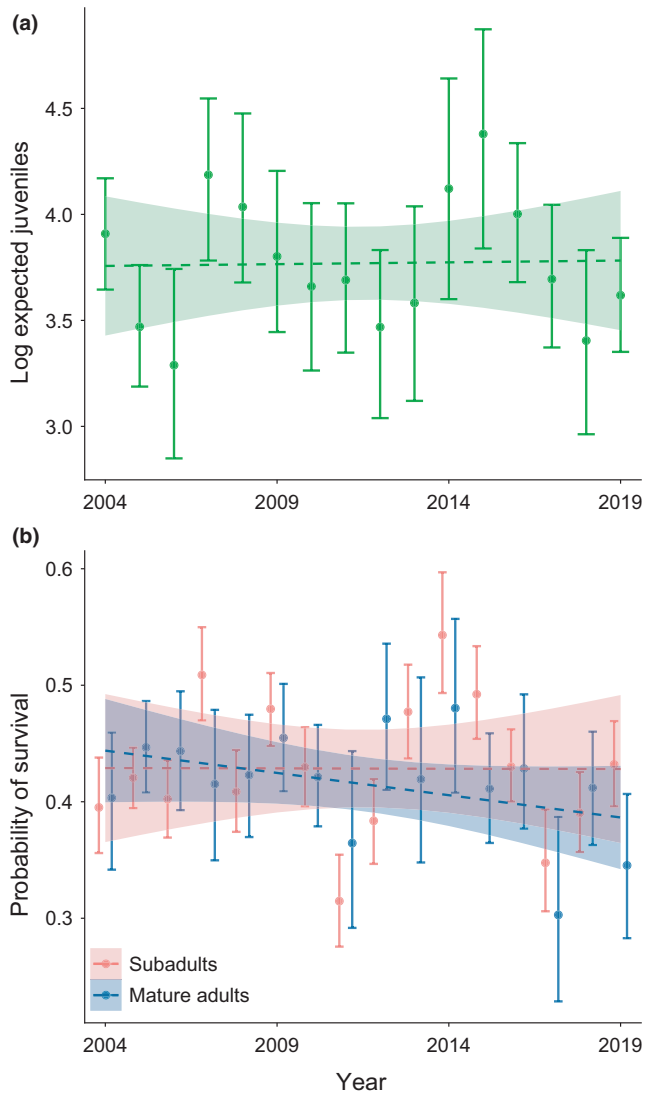 (a)
Log expected juveniles
4.5
4.0
3.5
3.0
2004 2009 2014 2019
(b)
Probability of survival
0.6
0.5
0.4
0.3
Subadults
Mature adults
2004 2009 2014 2019
Year